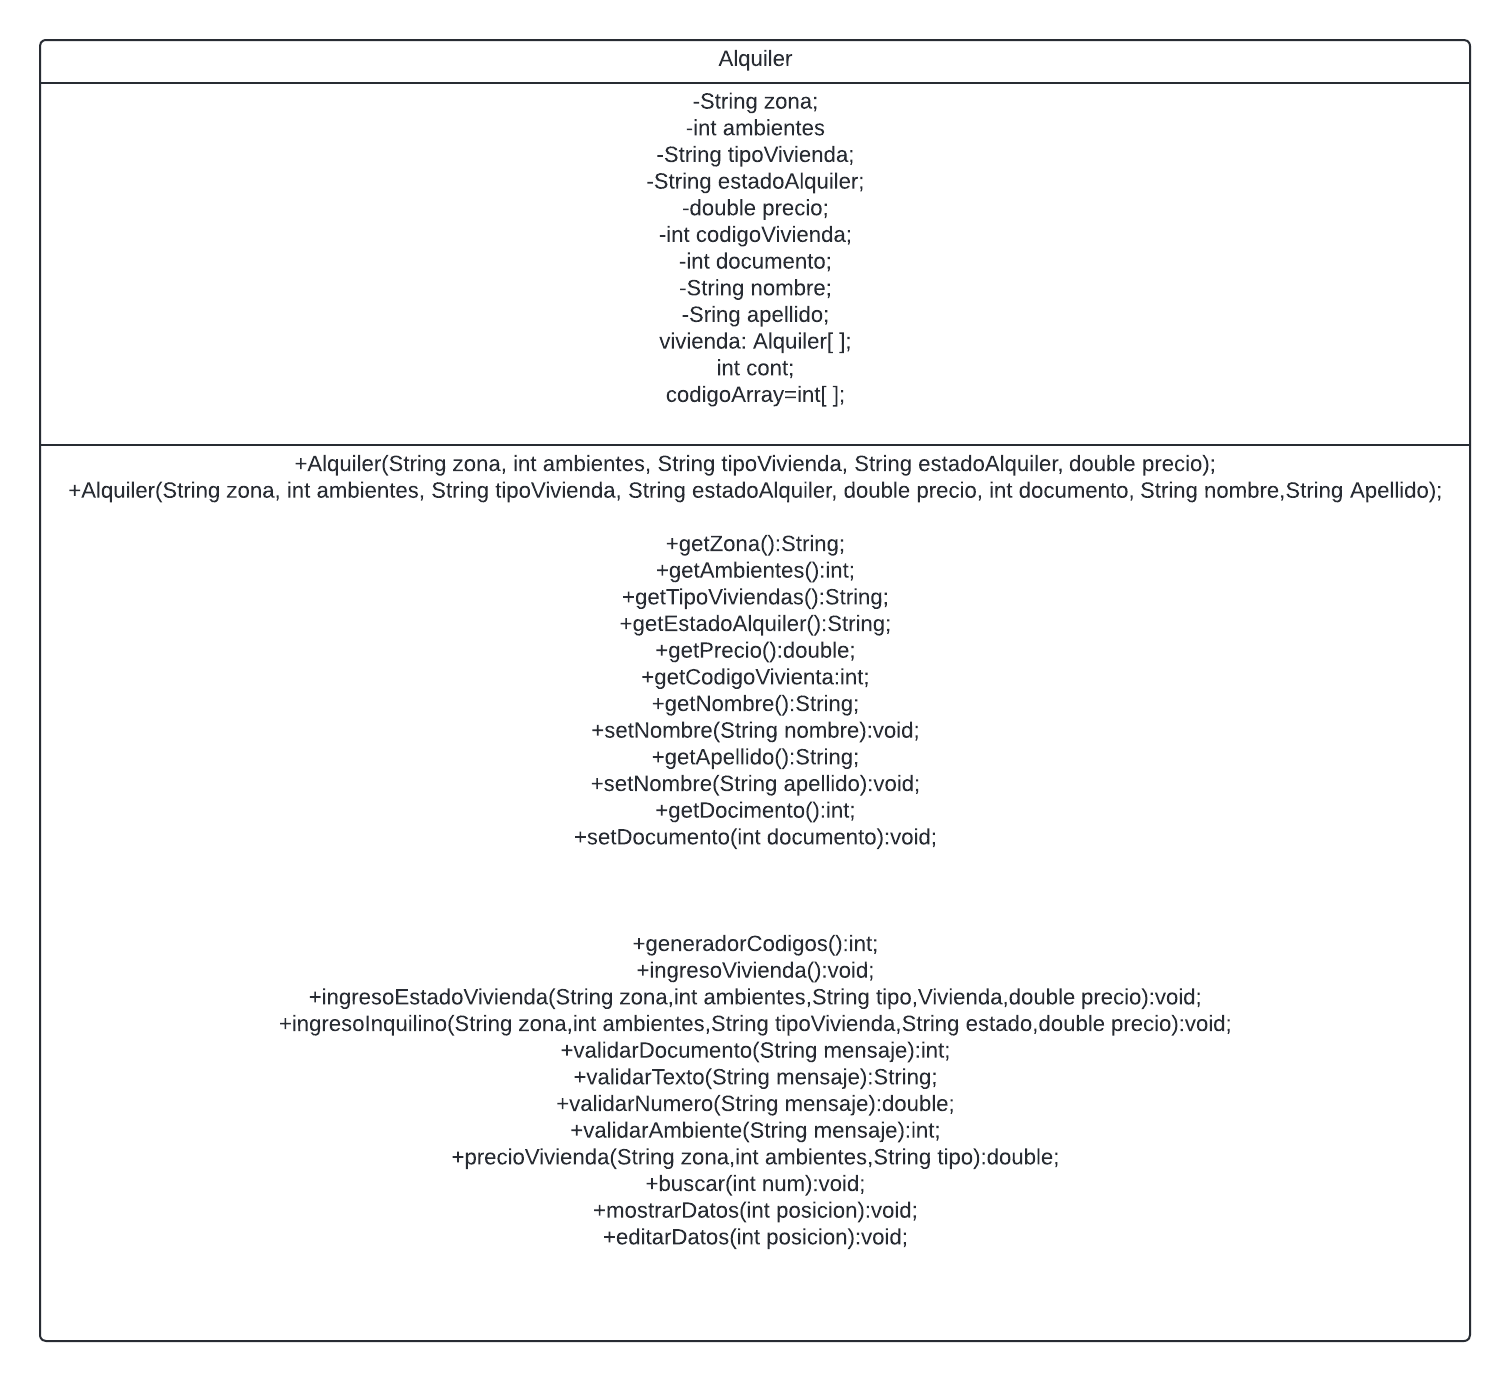 Alquiler
-String zona;
-int ambientes
-String tipoVivienda;
-String estadoAlquiler;
-double precio;
-int codigoVivienda;
-int documento;
-String nombre;
-Sring apellido;
vivienda: Alquiler[ ];
int cont;
codigoArray=int[ ];
+Alquiler(String zona, int ambientes, String tipoVivienda, String estadoAlquiler, double precio);
+Alquiler(String zona, int ambientes, String tipoVivienda, String estadoAlquiler, double precio, int documento, String nombre,String Apellido);
+getZona():String;
+getAmbientes():int;
+getTipoViviendas():String;
+getEstadoAlquiler():String;
+getPrecio():double;
+getCodigoVivienta:int;
+getNombre():String;
+setNombre(String nombre):void;
+getApellido():String;
+setNombre(String apellido):void;
+getDocimento():int;
+setDocumento(int documento):void;
+generadorCodigos():int;
+ingresoVivienda():void;
+ingresoEstadoVivienda(String zona,int ambientes,String tipo,Vivienda,double precio):void;
+ingresoInquilino(String zona,int ambientes,String tipoVivienda,String estado,double precio):void;
+validarDocumento(String mensaje):int;
+validarTexto(String mensaje):String;
+validarNumero(String mensaje):double;
+validarAmbiente(String mensaje):int;
+precioVivienda(String zona,int ambientes,String tipo):double;
+buscar(int num):void;
+mostrarDatos(int posicion):void;
+editarDatos(int posicion):void;